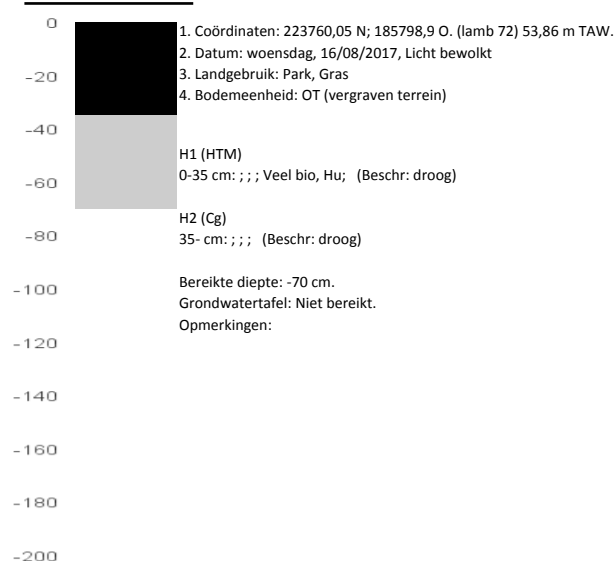 0
-20
-40
-60
-80
-100
-120
-140
-160
-180
-200
1. Coördinaten: 223760,05 N; 185798,9 O. (lamb 72) 53,86 m TAW.
2. Datum: woensdag, 16/08/2017, Licht bewolkt
3. Landgebruik: Park, Gras
4. Bodemeenheid: OT (vergraven terrein)
H1 (HTM)
0-35 cm: ; ; ; Veel bio, Hu; (Beschr: droog)
H2 (Cg)
35- cm: ; ; ; (Beschr: droog)
Bereikte diepte: -70 cm.
Grondwatertafel: Niet bereikt.
Opmerkingen: